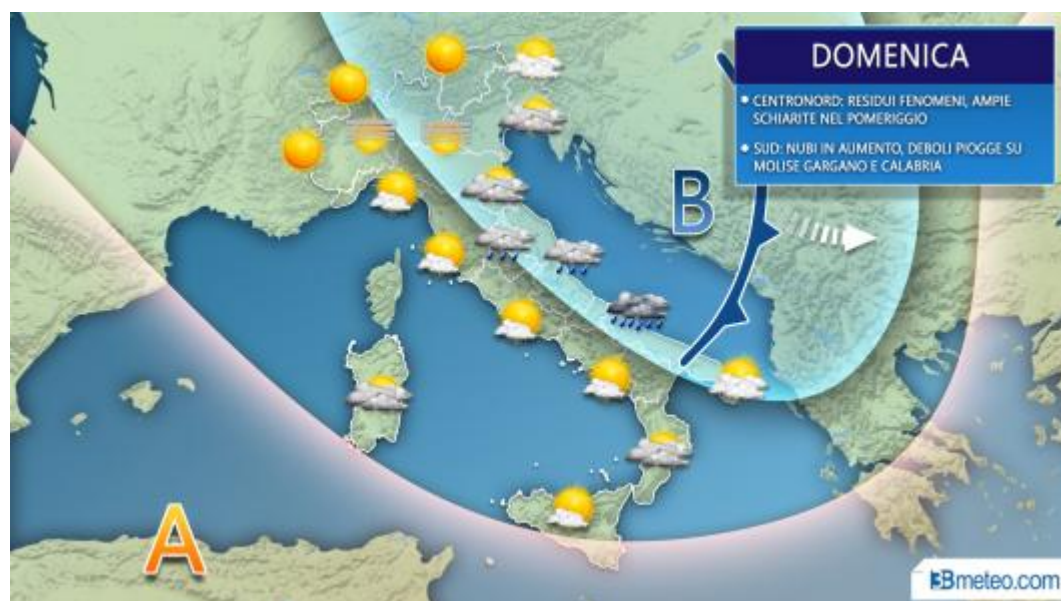 DOMENICA
CENTRONORD: RESIDUI FENOMENI, AMPIE
SCHIARITE NEL POMERIGGIO
SUD: NUBI IN AUMENTO, DEBOLI PIOGGE SU
MOLISE GARGANO E CALABRIA
B
A
3Bmeteo.com